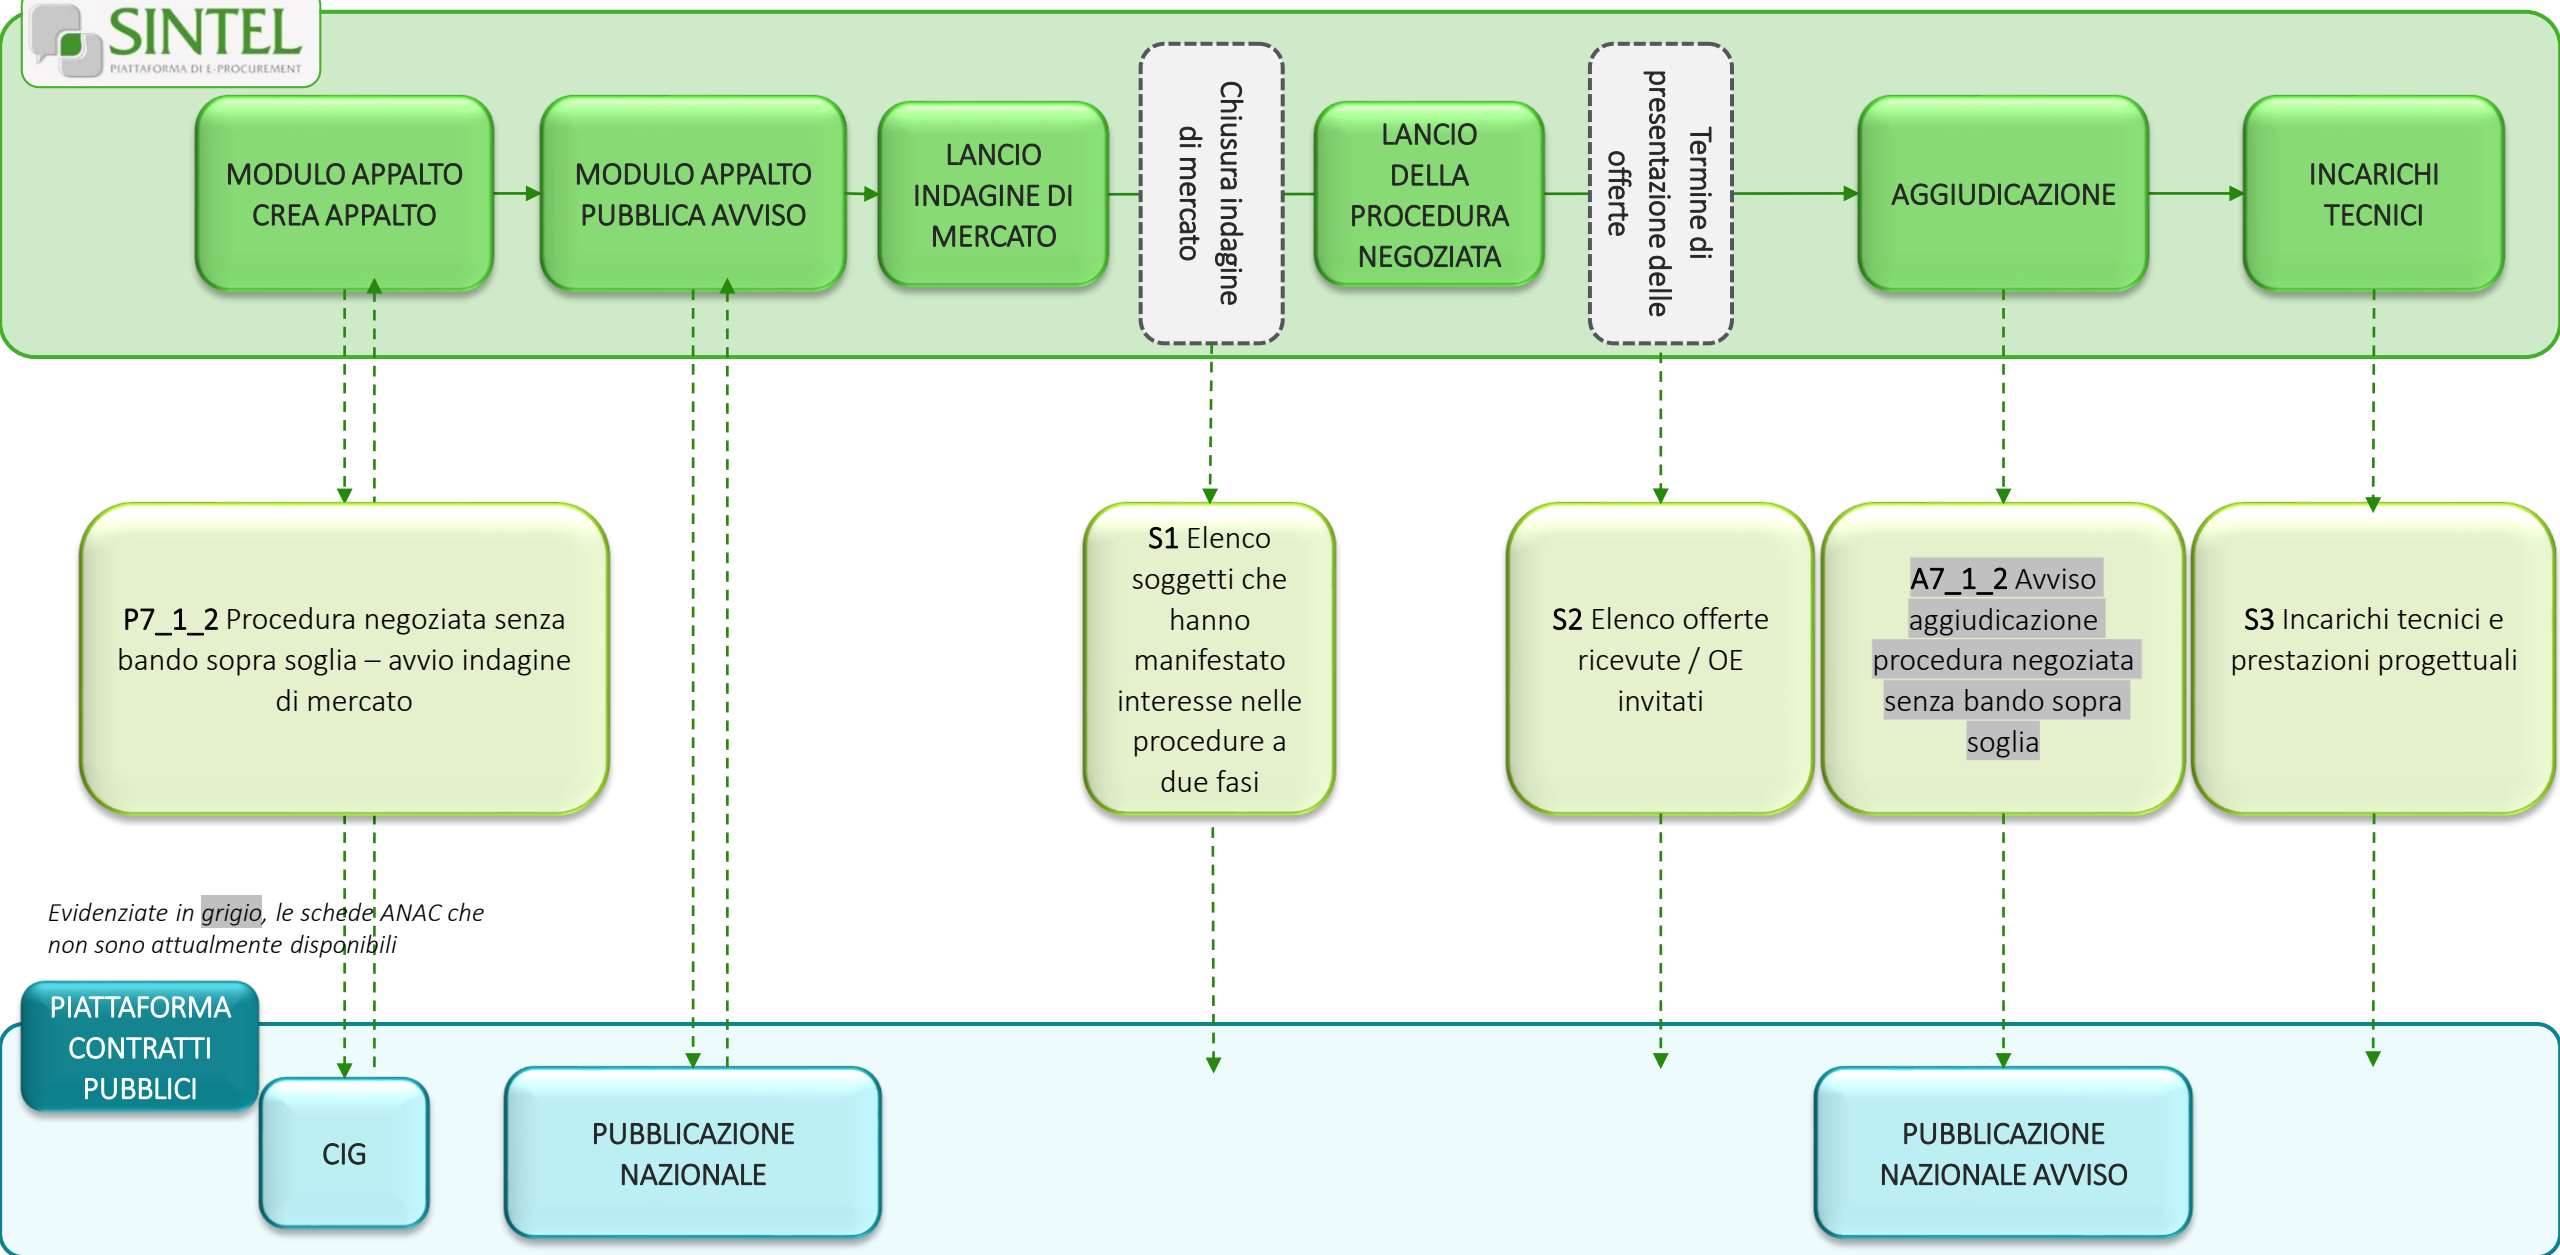 SINTEL
PIATTAFORMA DI E-PROCUREMENT
MODULO APPALTO
CREA APPALTO
MODULO APPALTO
PUBBLICA AVVISO
LANCIO
INDAGINE DI
MERCATO
Chiusura indagine
di mercato
LANCIO
DELLA
PROCEDURA
NEGOZIATA
Termine di
presentazione delle
offerte
AGGIUDICAZIONE
INCARICHI
TECNICI
P7_1_2 Procedura negoziata senza
bando sopra soglia – avvio indagine
di mercato
S1 Elenco
soggetti che
hanno
manifestato
interesse nelle
procedure a
due fasi
S2 Elenco offerte
ricevute / OE
invitati
A7_1_2 Avviso
aggiudicazione
procedura negoziata
senza bando sopra
soglia
S3 Incarichi tecnici e
prestazioni progettuali
Evidenziate in grigio, le schede ANAC che
non sono attualmente disponibili
PIATTAFORMA
CONTRATTI
PUBBLICI
CIG
PUBBLICAZIONE
NAZIONALE
PUBBLICAZIONE
NAZIONALE AVVISO